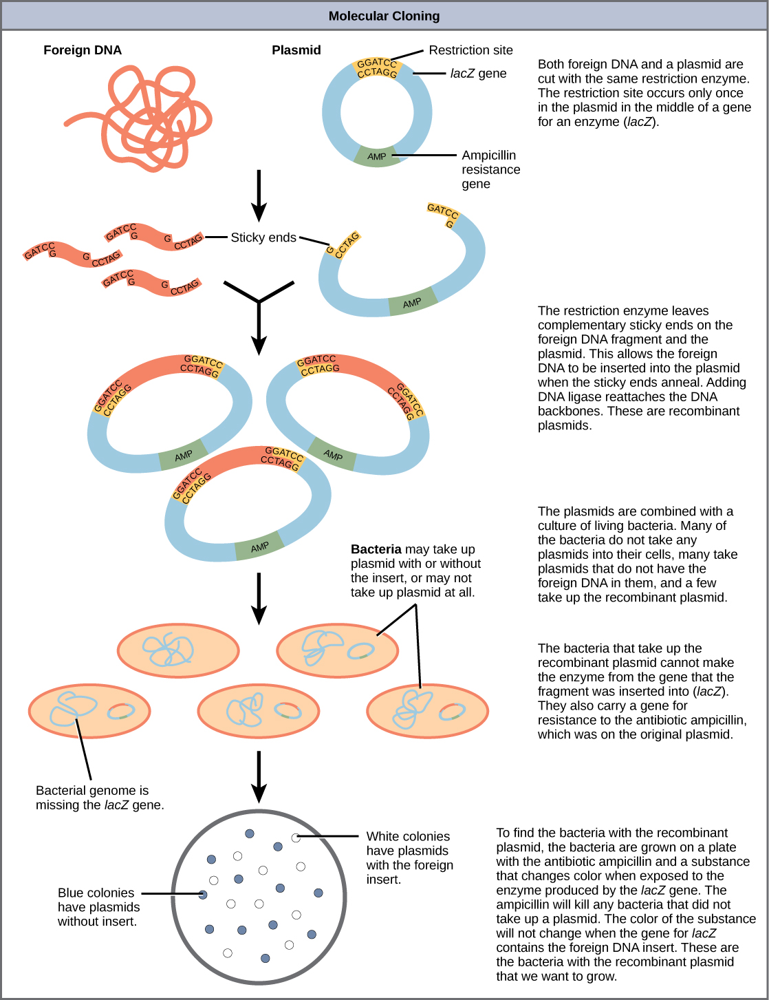 Molecular Cloning
Foreign DNA
Plasmid
Restriction site
lacZ gene
GGATCC
CCTAGG
AMP
Ampicillin
resistance
gene
Both foreign DNA and a plasmid are
cut with the same restriction enzyme.
The restriction site occurs only once
in the plasmid in the middle of a gene
for an enzyme (lacZ).
GATCC
G
G
CCTAG
GATCC
G
G
CCTAG
GATCC
G
G
CCTAG
Sticky ends
G
CCTAG
GATCC
G
AMP
The restriction enzyme leaves
complementary sticky ends on the
foreign DNA fragment and the
plasmid. This allows the foreign
DNA to be inserted into the plasmid
when the sticky ends anneal. Adding
DNA ligase reattaches the DNA
backbones. These are recombinant
plasmids.
GGATCC
CCTAGG
GGATCC
CCTAGG
AMP
GGATCC
CCTAGG
GGATCC
CCTAGG
AMP
GGATCC
CCTAGG
GGATCC
CCTAGG
AMP
The plasmids are combined with a
culture of living bacteria. Many of
the bacteria do not take any
plasmids into their cells, many take
plasmids that do not have the
foreign DNA in them, and a few
take up the recombinant plasmid.
Bacteria may take up
plasmid with or without
the insert, or may not
take up plasmid at all.
The bacteria that take up the
recombinant plasmid cannot make
the enzyme from the gene that the
fragment was inserted into (lacZ).
They also carry a gene for
resistance to the antibiotic ampicillin,
which was on the original plasmid.
Bacterial genome is
missing the lacZ gene.
White colonies
have plasmids
with the foreign
insert.
Blue colonies
have plasmids
without insert.
To find the bacteria with the recombinant
plasmid, the bacteria are grown on a plate
with the antibiotic ampicillin and a substance
that changes color when exposed to the
enzyme produced by the lacZ gene. The
ampicillin will kill any bacteria that did not
take up a plasmid. The color of the substance
will not change when the gene for lacZ
contains the foreign DNA insert. These are
the bacteria with the recombinant plasmid
that we want to grow.